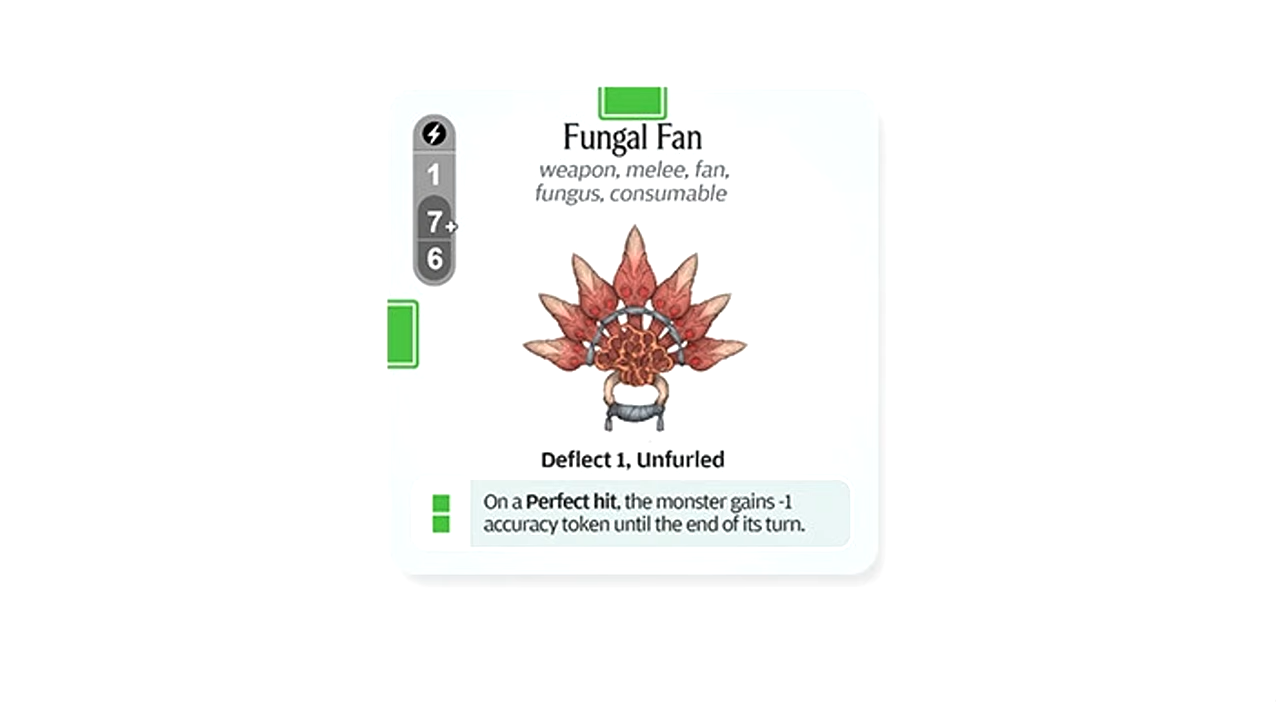 Fungal Fan
weapon, melee, fan,
fungus, consumable
1
7+
6
Deflect 1, Unfurled
On a Perfect hit, the monster gains -1
accuracy token until the end of its turn.